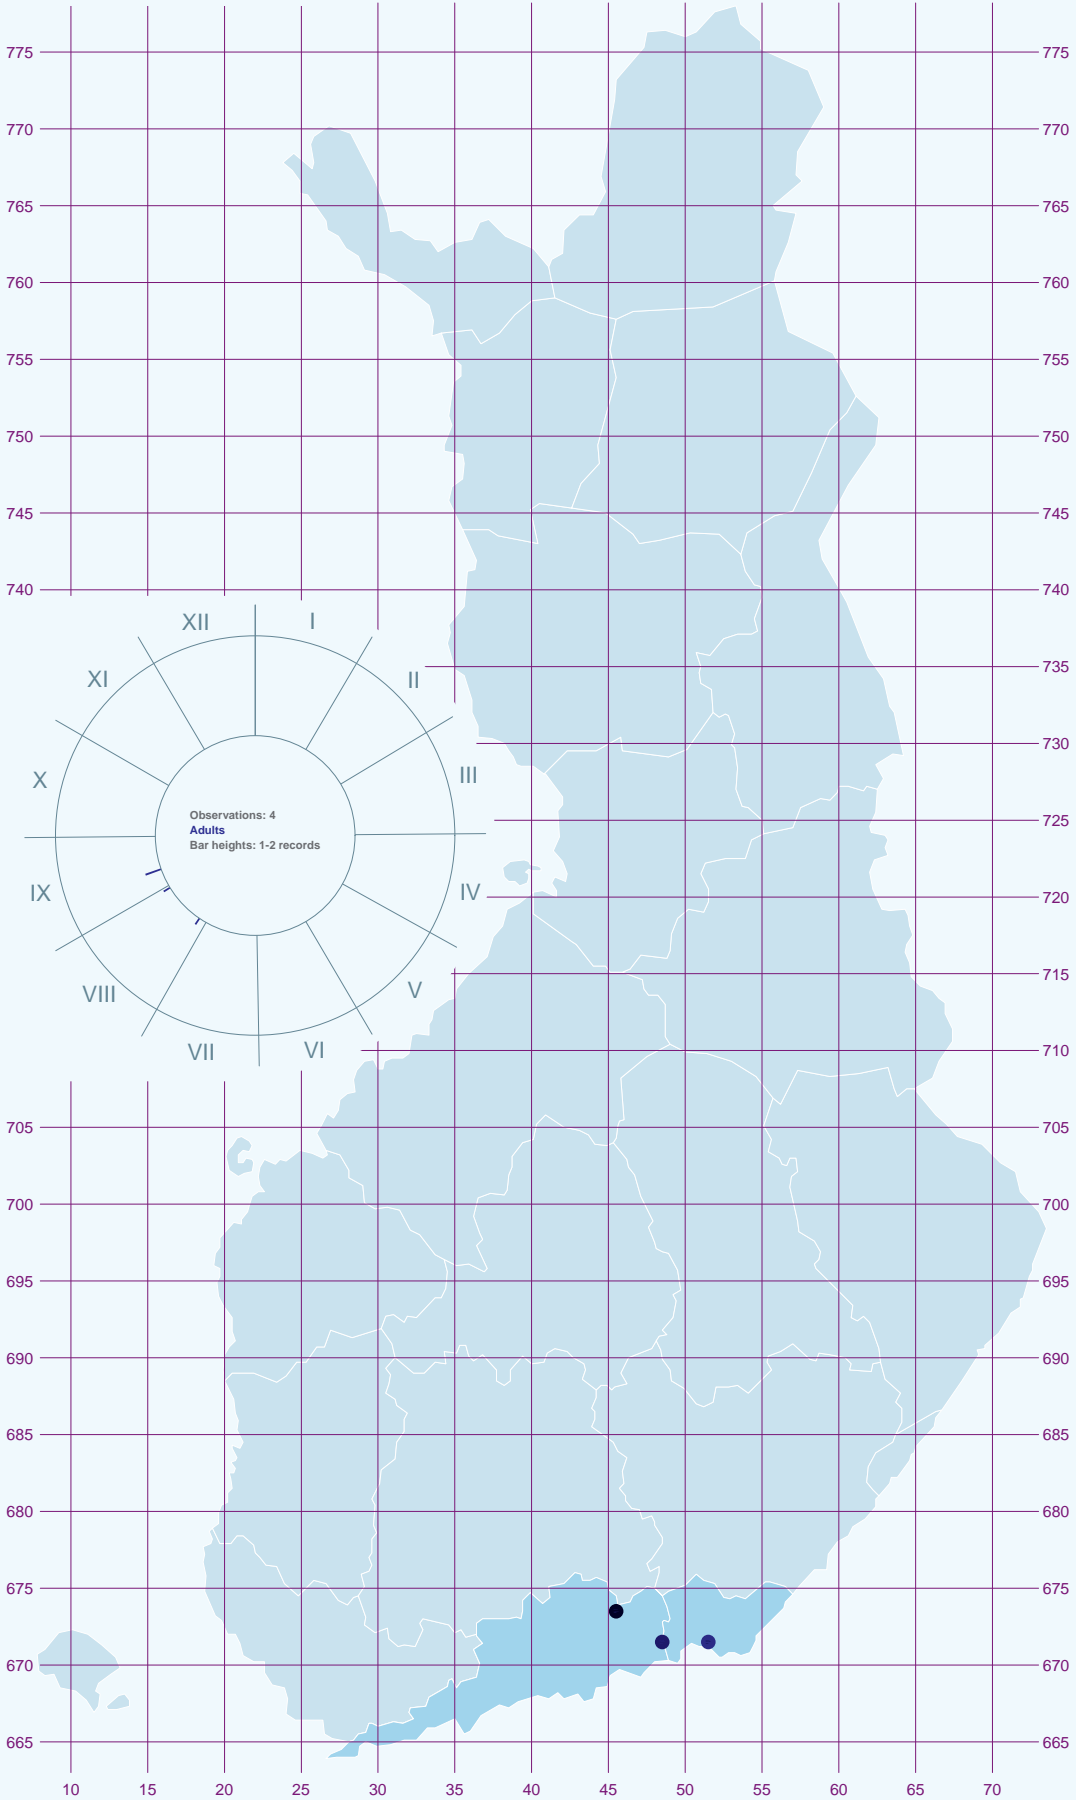 775 775
770 770
765 765
760 760
755 755
750 750
745 745
740 740
XII I
XI II
735
730
X III
Observations: 4
Adults
Bar heights: 1-2 records
725
IX IV
720
VIII V
715
VII VI
710
705 705
700 700
695 695
690 690
685 685
680 680
675 675
670 670
665 665
10 15 20 25 30 35 40 45 50 55 60 65 70